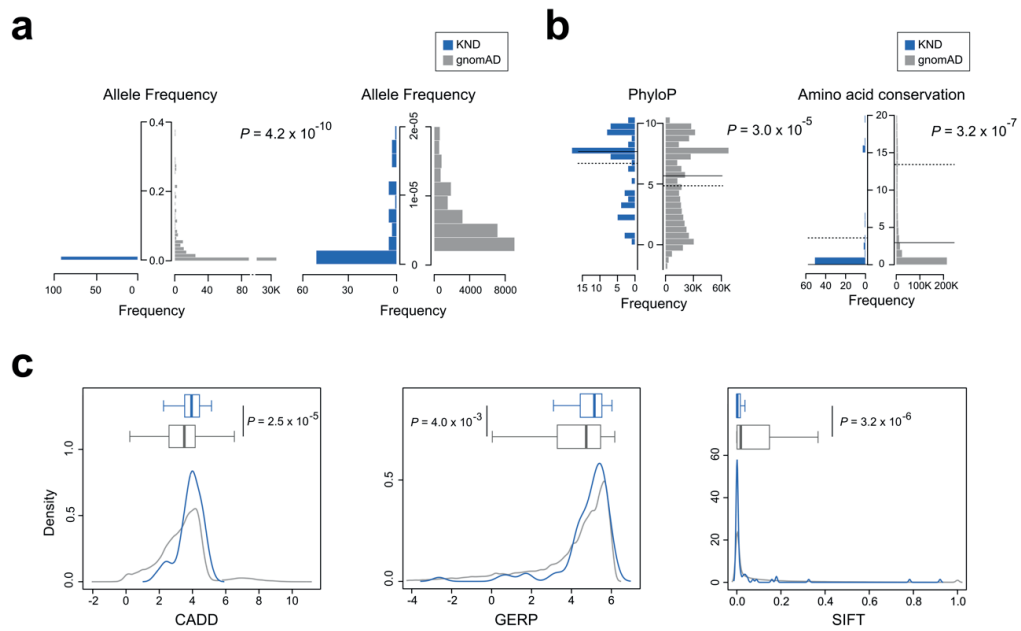 a
KND
gnomAD
Allele Frequency
P = 4.2 x 10-10
0.4
0.2
0.0
100 50 0
0 40 80 30K
Frequency
Allele Frequency
2e-05
1e-05
0
60 30 0
0 4000 8000
Frequency
b
KND
gnomAD
PhyloP
P = 3.0 x 10-5
10
5
0
15 10 5 0
0 30K 60K
Frequency
Amino acid conservation
P = 3.2 x 10-7
20
16
12
8
4
0
60 40 20 0
0 100K 200K
Frequency
c
P = 2.5 x 10-5
1.0
0.5
0.0
Density
-2 0 2 4 6 8 10
CADD
P = 4.0 x 10-3
0.5
0.0
-4 -2 0 2 4 6
GERP
P = 3.2 x 10-6
60
40
20
0
0.0 0.2 0.4 0.6 0.8 1.0
SIFT